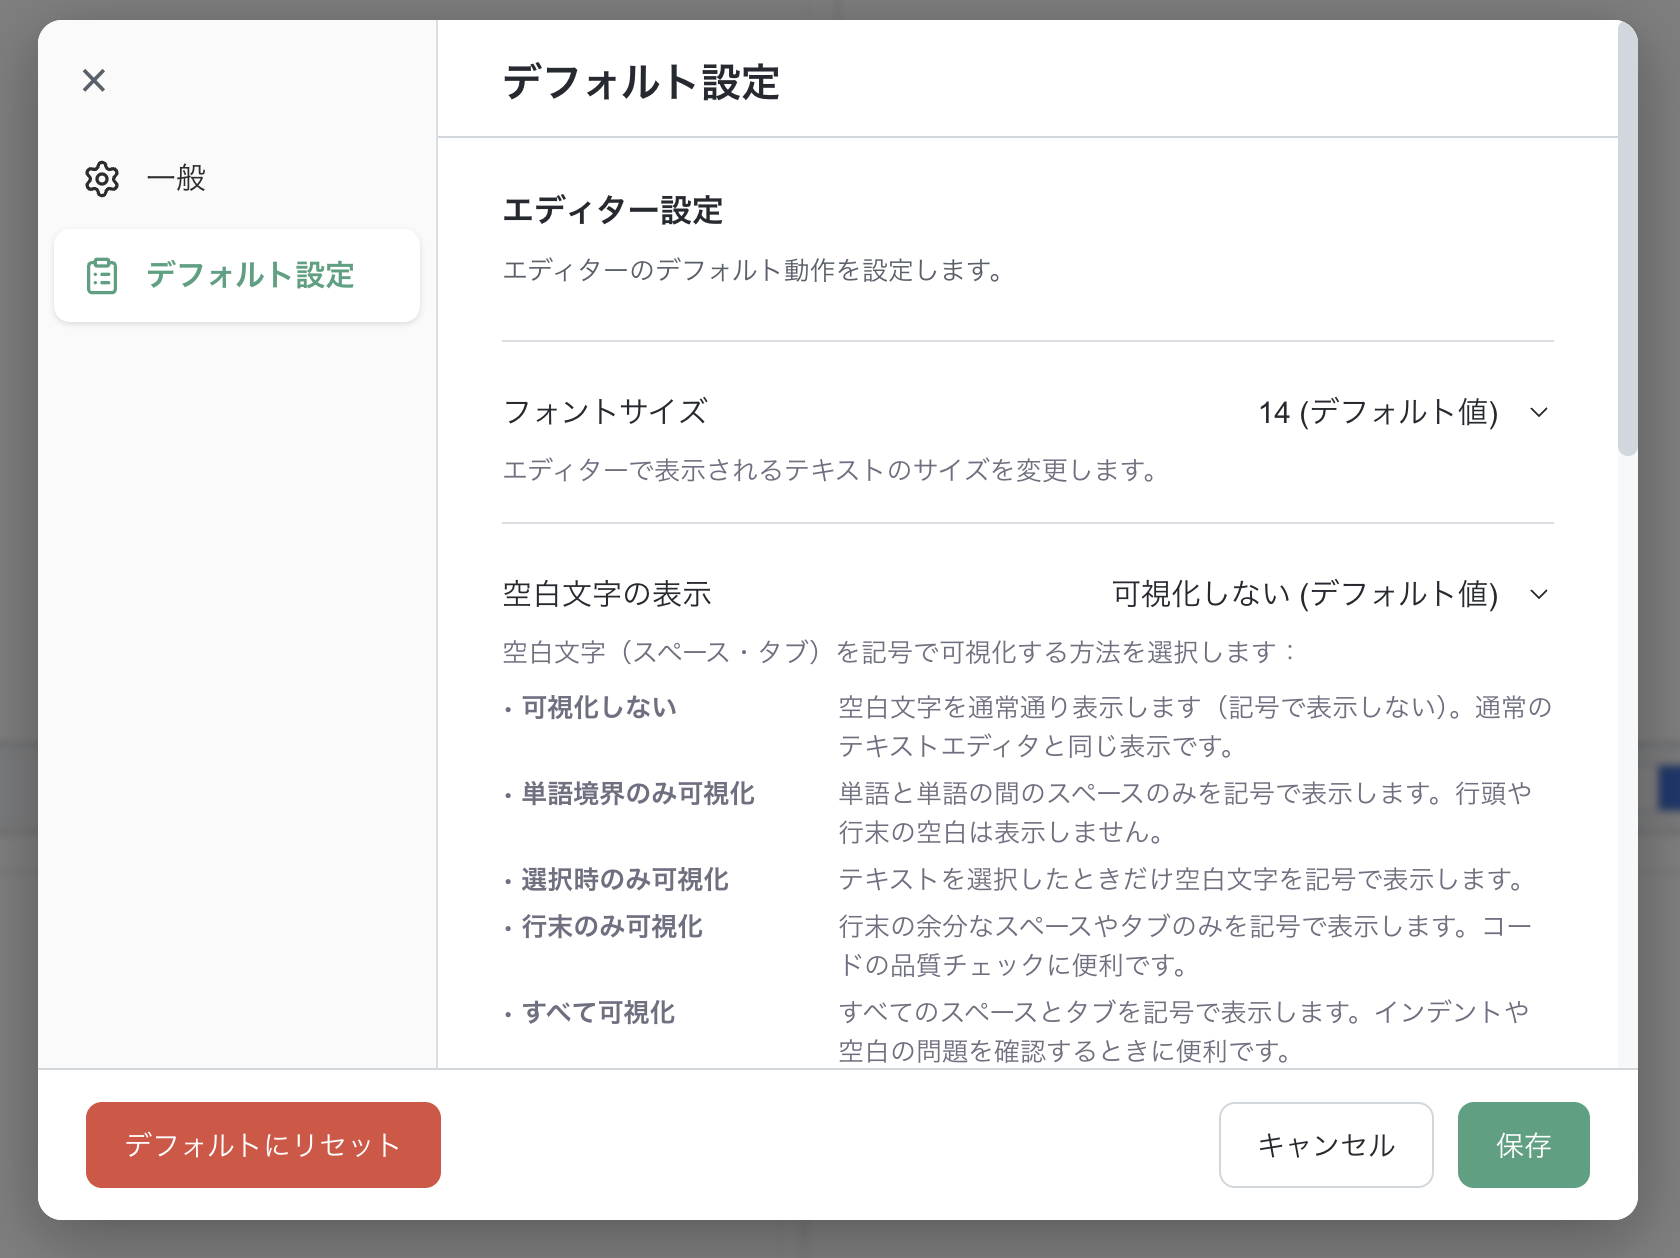 一般
デフォルト設定
デフォルト設定
エディター設定
エディターのデフォルト動作を設定します。
フォントサイズ
14 (デフォルト値)
エディターで表示されるテキストのサイズを変更します。
空白文字の表示
可視化しない (デフォルト値)
空白文字（スペース・タブ）を記号で可視化する方法を選択します：
・可視化しない
空白文字を通常通り表示します（記号で表示しない）。通常の
テキストエディタと同じ表示です。
・単語境界のみ可視化
単語と単語の間のスペースのみを記号で表示します。行頭や
行末の空白は表示しません。
・選択時のみ可視化
テキストを選択したときだけ空白文字を記号で表示します。
・行末のみ可視化
行末の余分なスペースやタブのみを記号で表示します。コー
ドの品質チェックに便利です。
・すべて可視化
すべてのスペースとタブを記号で表示します。インデントや
空白の問題を確認するときに便利です。
デフォルトにリセット
キャンセル
保存